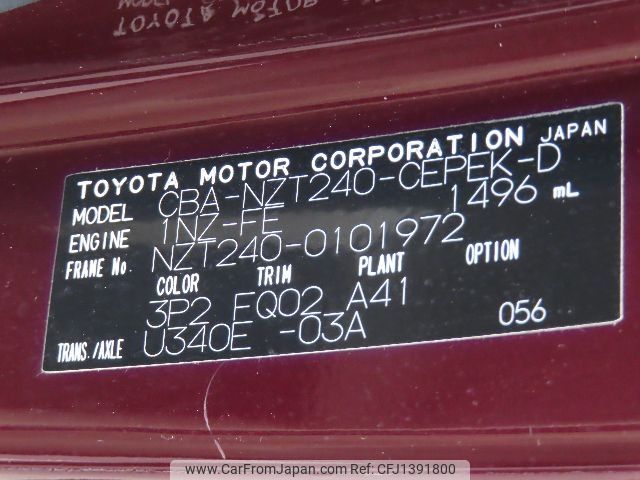 TOYOTA MOTOR CORPORATION JAPAN
MODEL CBA-NZT240-CEPEK-D
ENGINE 1NZ-FE 1496 mL
FRAME No. NZT240-0101972
COLOR TRIM PLANT OPTION
3P2 FQ02 A41
TRANS./AXLE U340E -03A 056
www.CarFromJapan.com CFJ1391800